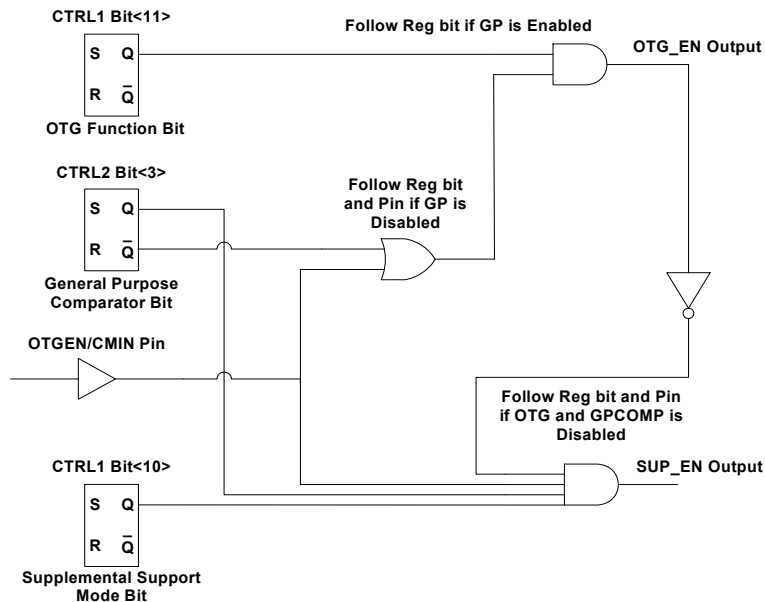 CTRL1 Bit<11>
S Q
R Q̅
OTG Function Bit
Follow Reg bit if GP is Enabled
OTG_EN Output
CTRL2 Bit<3>
S Q
R Q̅
General Purpose
Comparator Bit
Follow Reg bit
and Pin if GP is
Disabled
OTGEN/CMIN Pin
Follow Reg bit and Pin
if OTG and GPCOMP is
Disabled
CTRL1 Bit<10>
S Q
R Q̅
Supplemental Support
Mode Bit
SUP_EN Output